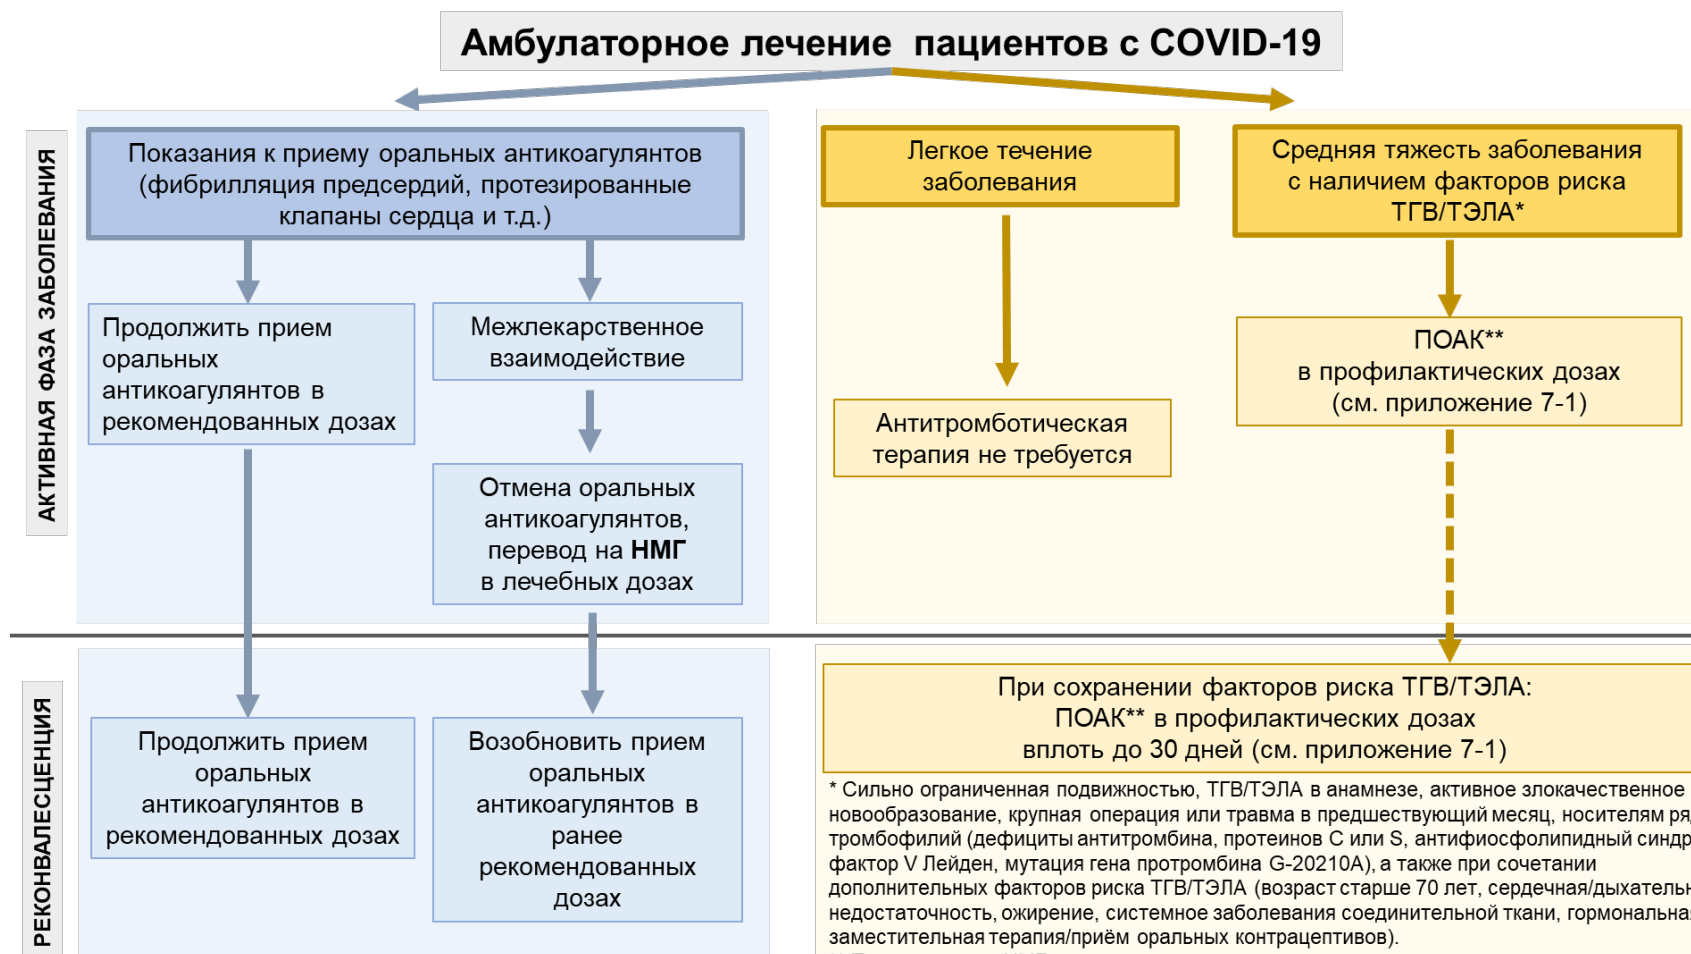 Амбулаторное лечение пациентов с COVID-19
АКТИВНАЯ ФАЗА ЗАБОЛЕВАНИЯ
Показания к приему оральных антикоагулянтов
(фибрилляция предсердий, протезированные
клапаны сердца и т.д.)
Продолжить прием
оральных
антикоагулянтов в
рекомендованных дозах
Межлекарственное
взаимодействие
Отмена оральных
антикоагулянтов,
перевод на НМГ
в лечебных дозах
Легкое течение
заболевания
Антитромботическая
терапия не требуется
Средняя тяжесть заболевания
с наличием факторов риска
ТГВ/ТЭЛА*
ПОАК**
в профилактических дозах
(см. приложение 7-1)
РЕКОНВАЛЕСЦЕНЦИЯ
Продолжить прием
оральных
антикоагулянтов в
рекомендованных дозах
Возобновить прием
оральных
антикоагулянтов в
ранее
рекомендованных
дозах
При сохранении факторов риска ТГВ/ТЭЛА:
ПОАК** в профилактических дозах
вплоть до 30 дней (см. приложение 7-1)
* Сильно ограниченная подвижностью, ТГВ/ТЭЛА в анамнезе, активное злокачественное
новообразование, крупная операция или травма в предшествующий месяц, носителям
тромбофилий (дефициты антитромбина, протеинов C или S, антифиосфолипидный
фактор V Лейден, мутация гена протромбина G-20210A), а также при сочетании
дополнительных факторов риска ТГВ/ТЭЛА (возраст старше 70 лет, сердечная/
недостаточность, ожирение, системное заболевания соединительной ткани,
заместительная терапия/приём оральных контрацептивов).